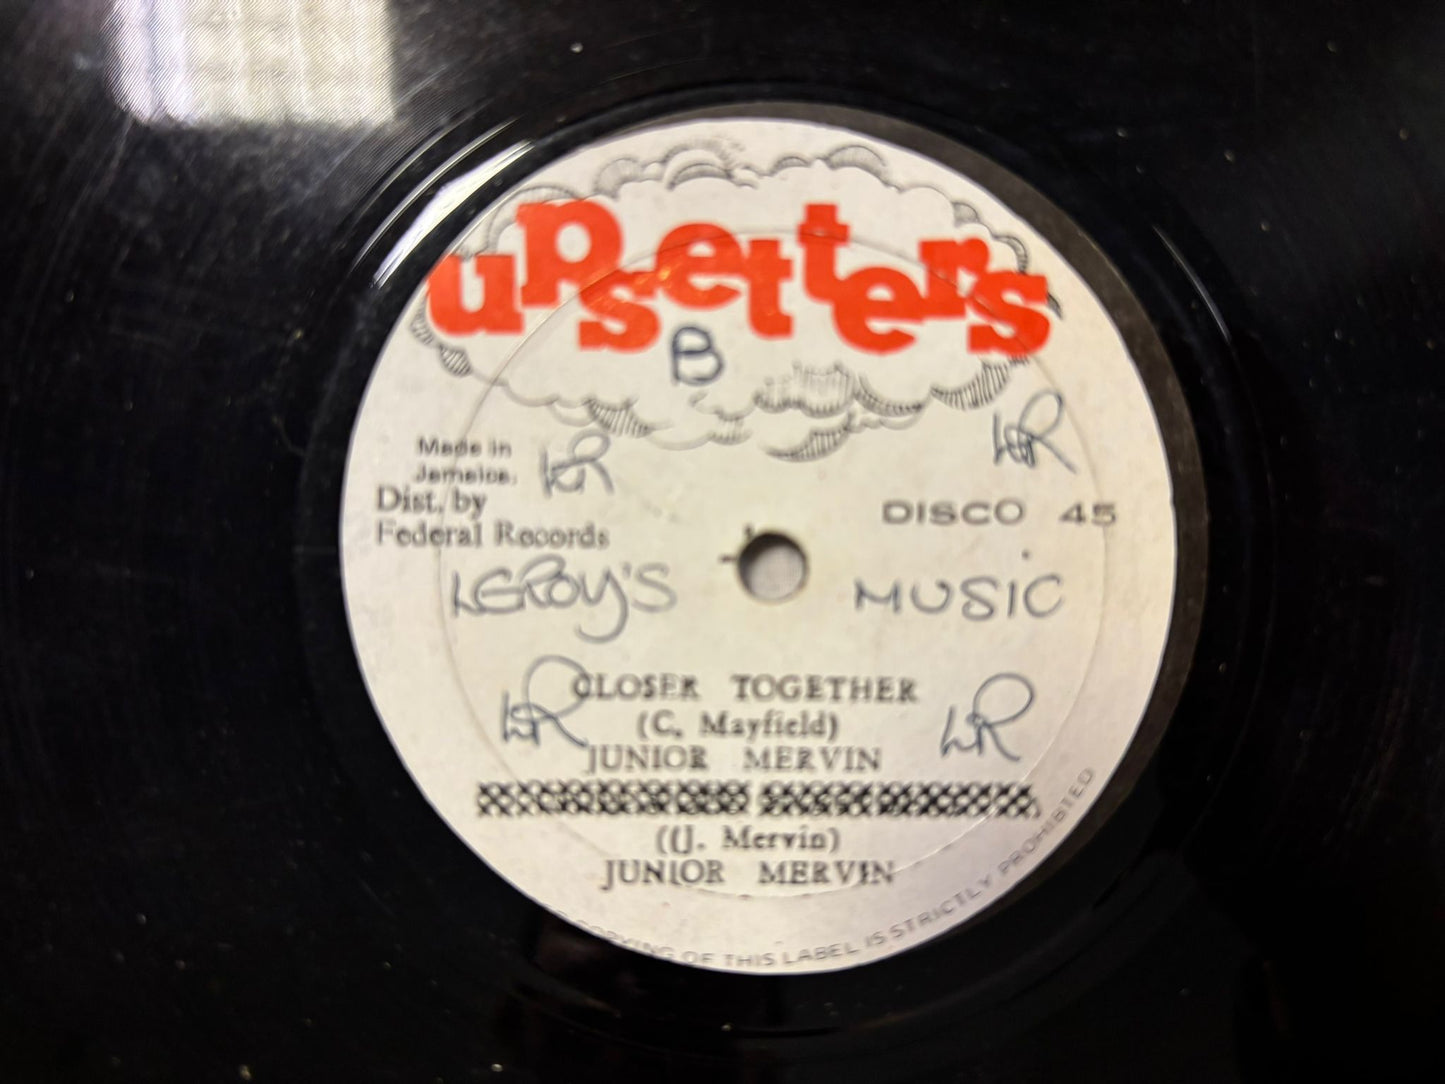 upsetters
B
Made in
Jamaica.
LR
LR
Dist. by
Federal Records
DISCO 45
LEROY'S MUSIC
LR
CLOSER TOGETHER
(C. Mayfield)
JUNIOR MERVIN
LR
((J. Mervin)
JUNIOR MERVIN
COPYING OF THIS LABEL IS STRICTLY PROHIBITED